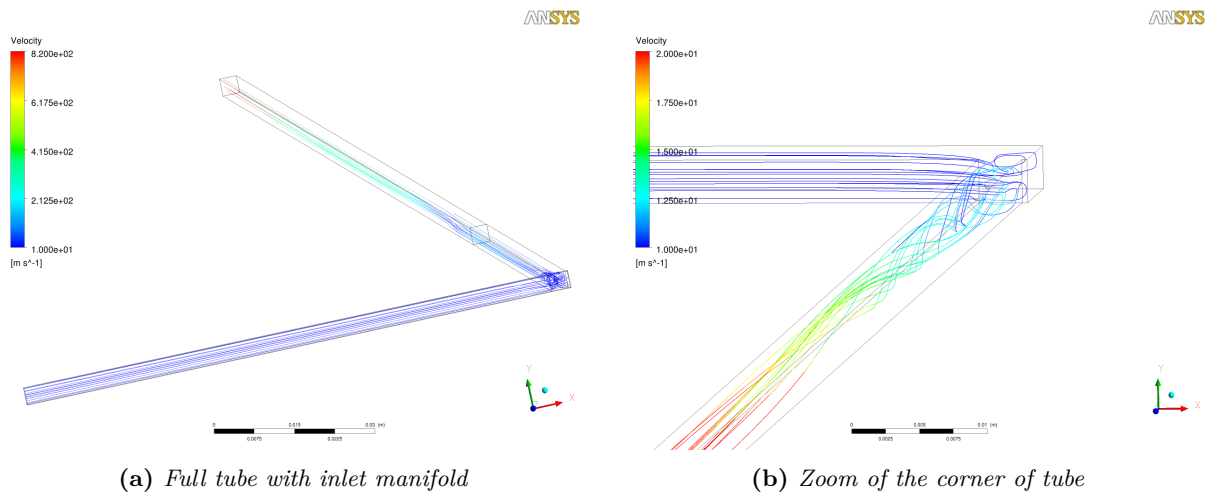 ANSYS
Velocity
8.200e+02
6.175e+02
4.150e+02
2.125e+02
1.000e+01
[m s^-1]
Y
X
0
0.015
0.03
(m)
0.0075
0.0225
(a) Full tube with inlet manifold
ANSYS
Velocity
2.000e+01
1.750e+01
1.500e+01
1.250e+01
1.000e+01
[m s^-1]
Y
X
0
0.005
0.01
(m)
0.0025
0.0075
(b) Zoom of the corner of tube